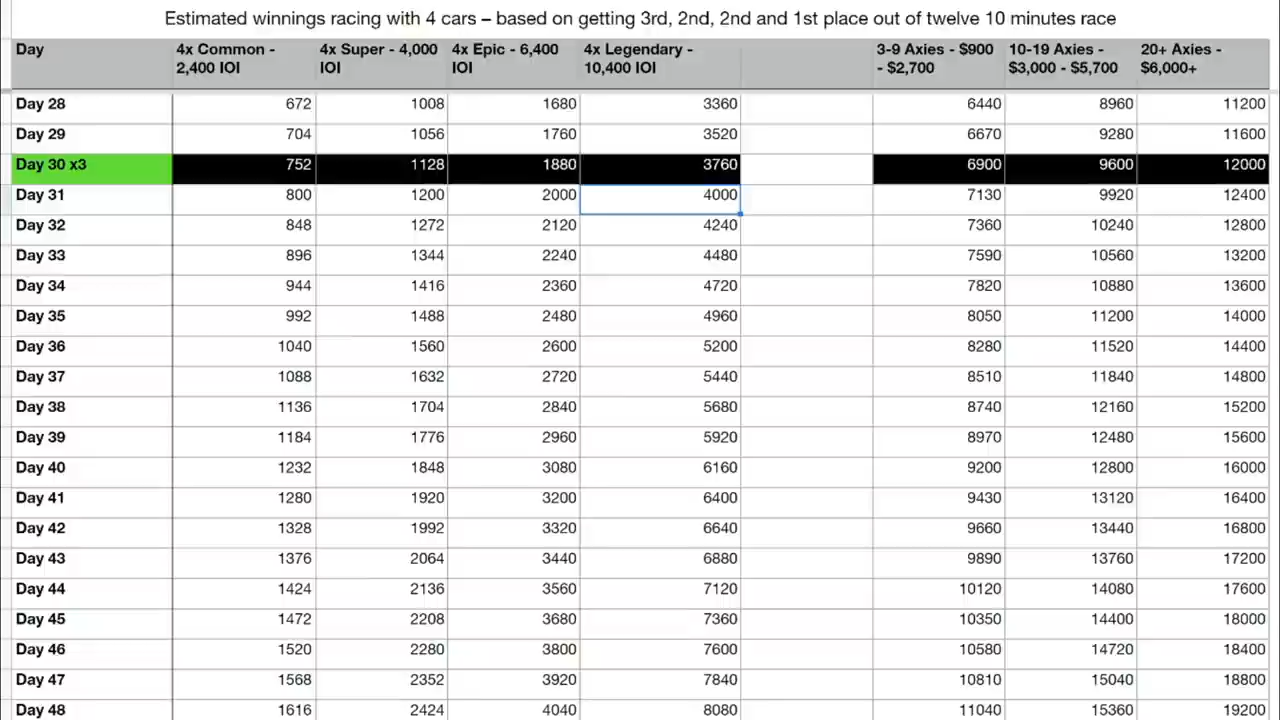 Estimated winnings racing with 4 cars – based on getting 3rd, 2nd, 2nd and 1st place out of twelve 10 minutes race
Day 4x Common - 4x Super - 4,000 4x Epic - 6,400 4x Legendary - 3-9 Axies - $900 10-19 Axies - 20+ Axies -
2,400 IOI IOI IOI 10,400 IOI - $2,700 $3,000 - $5,700 $6,000+
Day 28 672 1008 1680 3360 6440 8960 11200
Day 29 704 1056 1760 3520 6670 9280 11600
Day 30 x3 752 1128 1880 3760 6900 9600 12000
Day 31 800 1200 2000 4000 7130 9920 12400
Day 32 848 1272 2120 4240 7360 10240 12800
Day 33 896 1344 2240 4480 7590 10560 13200
Day 34 944 1416 2360 4720 7820 10880 13600
Day 35 992 1488 2480 4960 8050 11200 14000
Day 36 1040 1560 2600 5200 8280 11520 14400
Day 37 1088 1632 2720 5440 8510 11840 14800
Day 38 1136 1704 2840 5680 8740 12160 15200
Day 39 1184 1776 2960 5920 8970 12480 15600
Day 40 1232 1848 3080 6160 9200 12800 16000
Day 41 1280 1920 3200 6400 9430 13120 16400
Day 42 1328 1992 3320 6640 9660 13440 16800
Day 43 1376 2064 3440 6880 9890 13760 17200
Day 44 1424 2136 3560 7120 10120 14080 17600
Day 45 1472 2208 3680 7360 10350 14400 18000
Day 46 1520 2280 3800 7600 10580 14720 18400
Day 47 1568 2352 3920 7840 10810 15040 18800
Day 48 1616 2424 4040 8080 11040 15360 19200